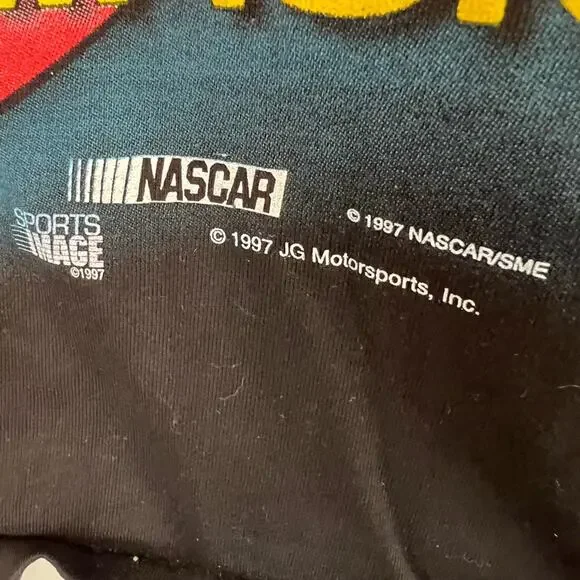 NASCAR
© 1997 NASCAR/SME
SPORTS
IMAGE
©1997
© 1997 JG Motorsports, Inc.